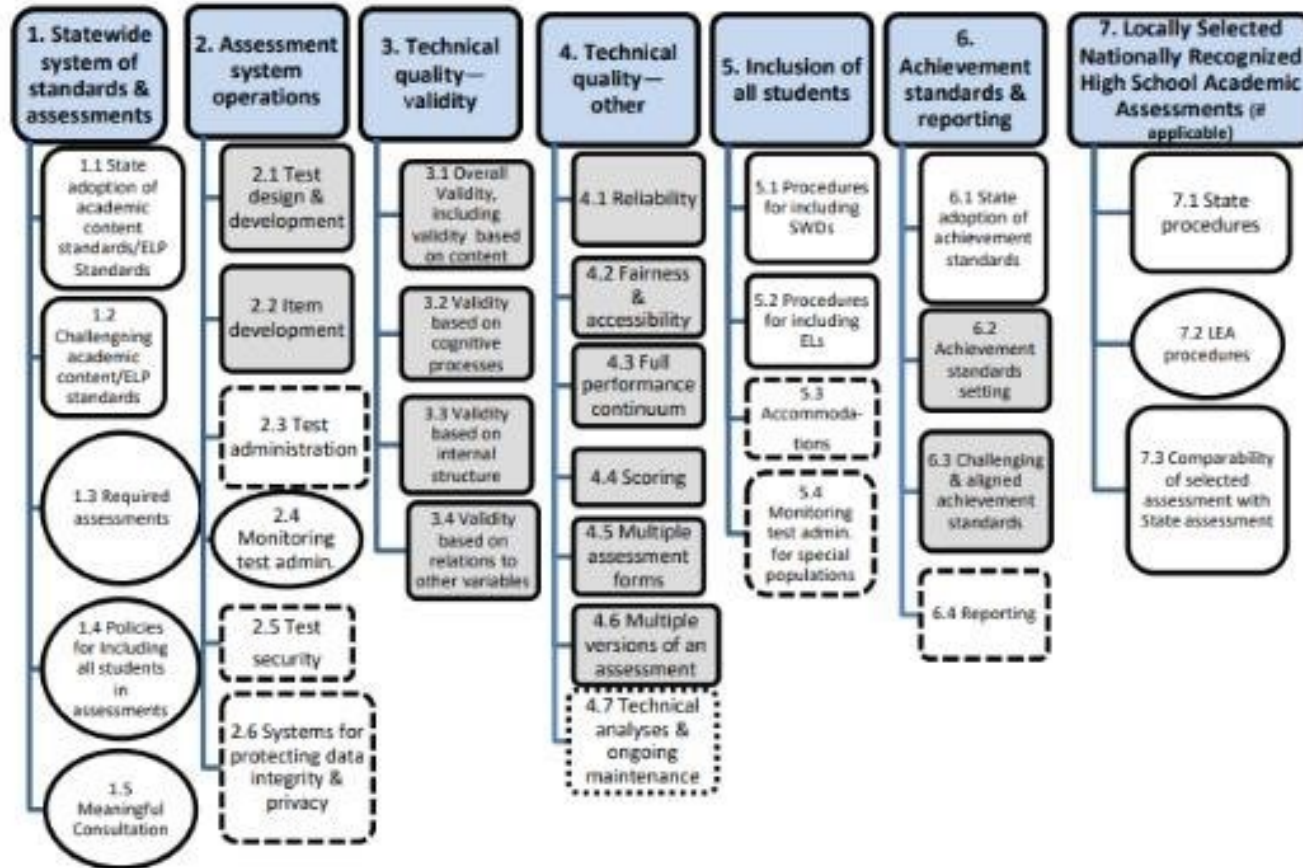 1. Statewide
system of
standards &
assessments
1.1 State
adoption of
academic
content
standards/ELP
Standards
1.2
Challengning
academic
content/ELP
standards
1.3 Required
assessments
1.4 Policies
for including
all students
in
assessments
1.5
Meaningful
Consultation
2. Assessment
system
operations
2.1 Test
design &
development
2.2 Item
development
2.3 Test
administration
2.4
Monitoring
test admin.
2.5 Test
security
2.6 Systems for
protecting data
integrity &
privacy
3. Technical
quality—
validity
3.1 Overall
Validity,
including
validity based
on content
3.2 Validity
based on
cognitive
processes
3.3 Validity
based on
internal
structure
3.4 Validity
based on
relations to
other variables
4. Technical
quality—
other
4.1 Reliability
4.2 Fairness
&
accessibility
4.3 Full
performance
continuum
4.4 Scoring
4.5 Multiple
assessment
forms
4.6 Multiple
versions of an
assessment
4.7 Technical
analyses &
ongoing
maintenance
5. Inclusion of
all students
5.1 Procedures
for including
SWDs
5.2 Procedures
for including
ELs
5.3
Accommoda-
tions
5.4
Monitoring
test admin.
for special
populations
6.
Achievement
standards &
reporting
6.1 State
adoption of
achievement
standards
6.2
Achievement
standards
setting
6.3 Challenging
& aligned
achievement
standards
6.4 Reporting
7. Locally Selected
Nationally Recognized
High School Academic
Assessments (if
applicable)
7.1 State
procedures
7.2 LEA
procedures
7.3 Comparability
of selected
assessment with
State assessment